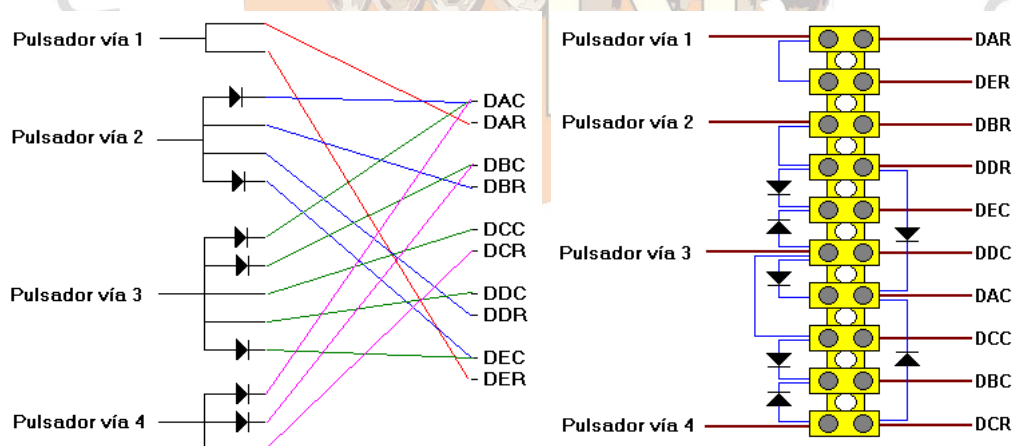 Pulsador vía 1
Pulsador vía 2
Pulsador vía 3
Pulsador vía 4
DAC
DAR
DBC
DBR
DCC
DCR
DDC
DDR
DEC
DER
Pulsador vía 1
Pulsador vía 2
Pulsador vía 3
Pulsador vía 4
DAR
DER
DBR
DDR
DEC
DDC
DAC
DCC
DBC
DCR